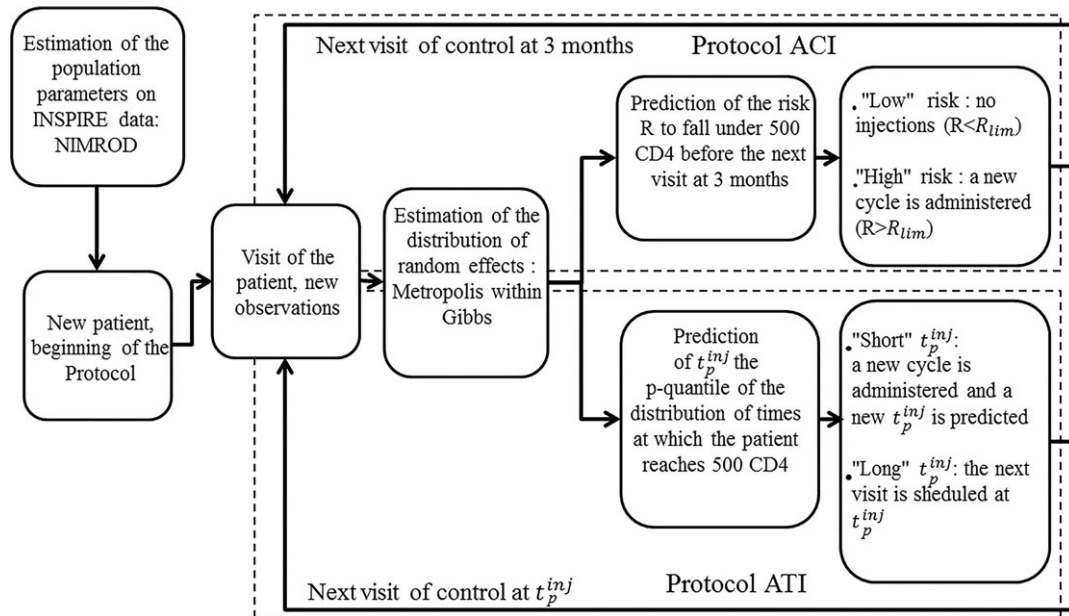 Estimation of the
population
parameters on
INSPIRE data:
NIMROD
New patient,
beginning of the
Protocol
Visit of the
patient, new
observations
Estimation of the
distribution of
random effects :
Metropolis within
Gibbs
Next visit of control at 3 months
Protocol ACI
Prediction of the risk
R to fall under 500
CD4 before the next
visit at 3 months
."Low" risk : no
injections (R<R_{lim})
."High" risk : a new
cycle is administered
(R>R_{lim})
Prediction
of t_p^{inj} the
p-quantile of the
distribution of times
at which the patient
reaches 500 CD4
."Short" t_p^{inj}:
a new cycle is
administered and a
new t_p^{inj} is predicted
."Long" t_p^{inj}: the next
visit is sheduled at
t_p^{inj}
Next visit of control at t_p^{inj}
Protocol ATI